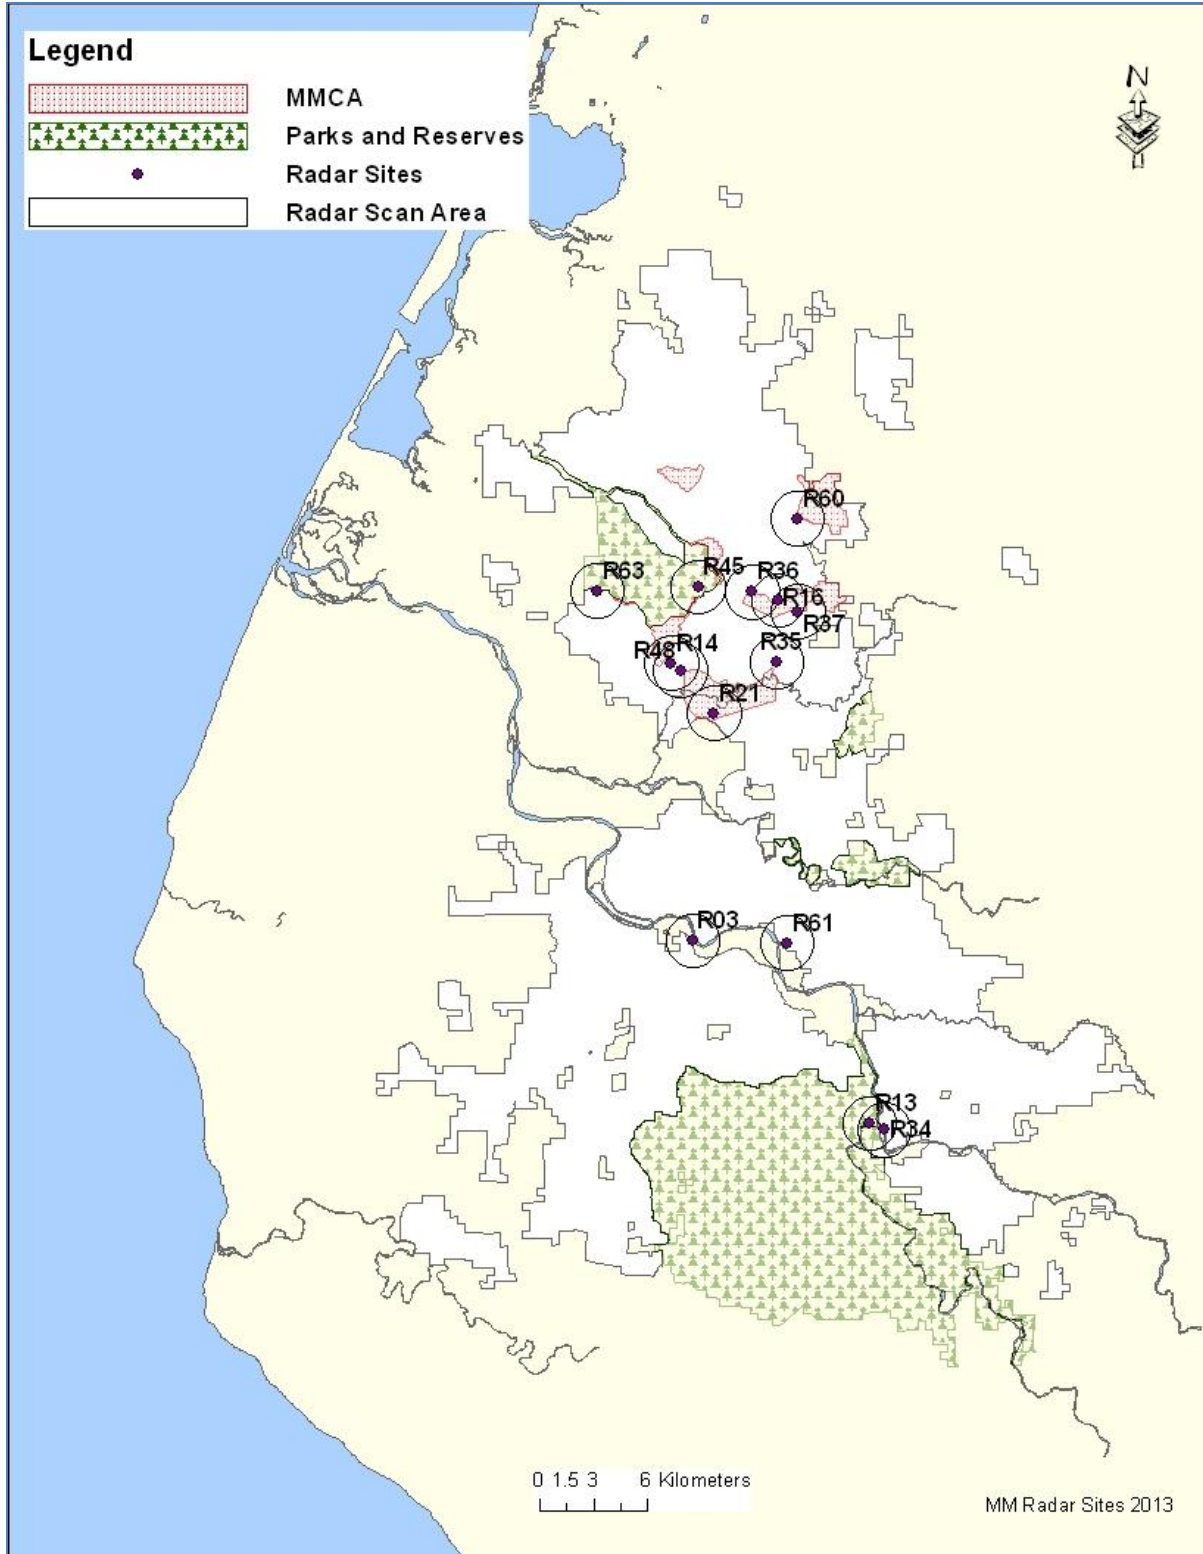 Legend
MMCA
Parks and Reserves
Radar Sites
Radar Scan Area
N
R60
R63
R45
R36
R16
R37
R48
R14
R35
R21
R03
R61
R13
R34
0 1.5 3 6 Kilometers
MM Radar Sites 2013